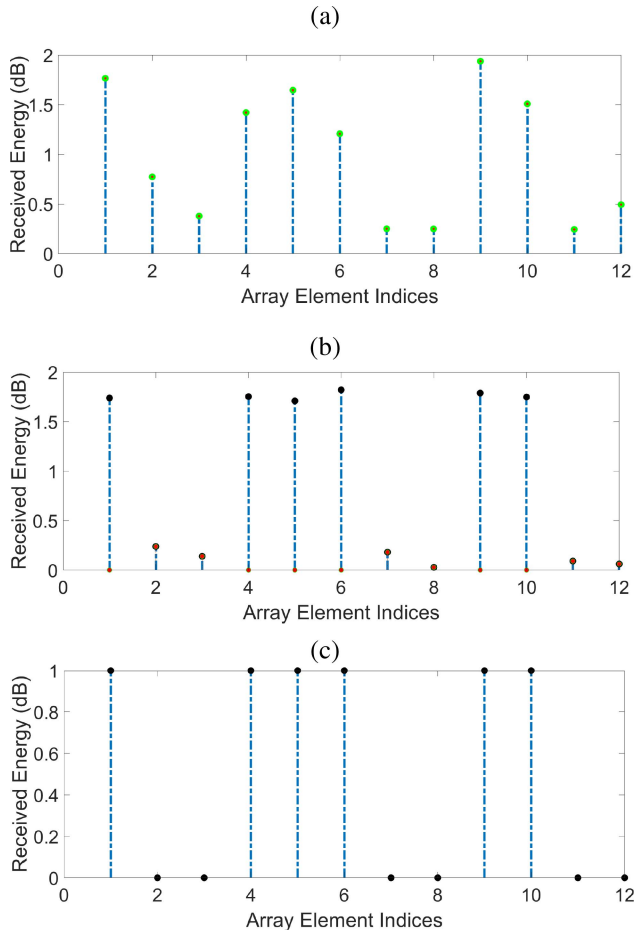 (a)
2
1.5
1
0.5
0
0 2 4 6 8 10 12
Received Energy (dB)
Array Element Indices
(b)
2
1.5
1
0.5
0
0 2 4 6 8 10 12
Received Energy (dB)
Array Element Indices
(c)
1
0.8
0.6
0.4
0.2
0
0 2 4 6 8 10 12
Received Energy (dB)
Array Element Indices